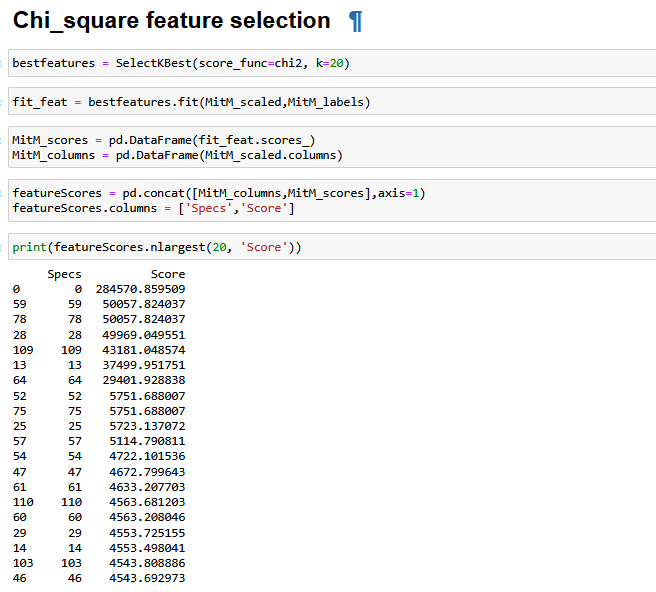 Chi_square feature selection ¶
bestfeatures = SelectKBest(score_func=chi2, k=20)
fit_feat = bestfeatures.fit(MitM_scaled,MitM_labels)
MitM_scores = pd.DataFrame(fit_feat.scores_)
MitM_columns = pd.DataFrame(MitM_scaled.columns)
featureScores = pd.concat([MitM_columns,MitM_scores],axis=1)
featureScores.columns = ['Specs','Score']
print(featureScores.nlargest(20, 'Score'))
Specs Score
0 0 284570.859509
59 59 50057.824037
78 78 50057.824037
28 28 49969.049551
109 109 43181.048574
13 13 37499.951751
64 64 29401.928838
52 52 5751.688007
75 75 5751.688007
25 25 5723.137072
57 57 5114.790811
54 54 4722.101536
47 47 4672.799643
61 61 4633.207703
110 110 4563.681203
60 60 4563.208046
29 29 4553.725155
14 14 4553.498041
103 103 4543.808886
46 46 4543.692973